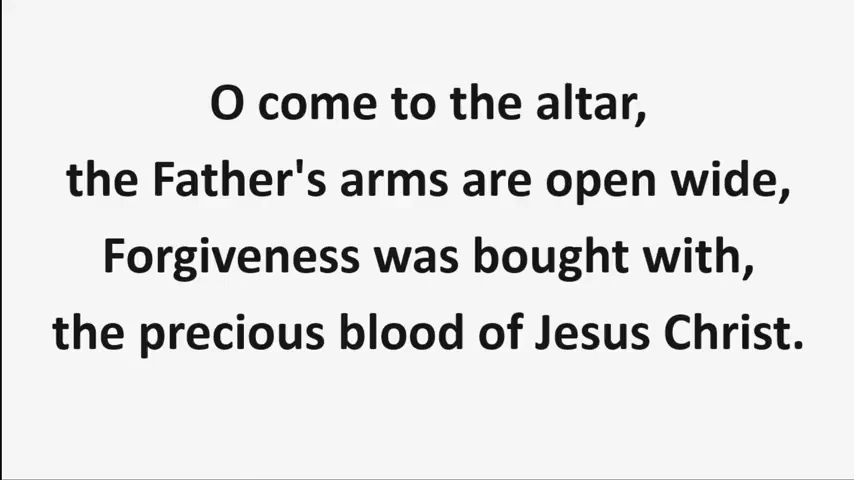 O come to the altar,
the Father's arms are open wide,
Forgiveness was bought with,
the precious blood of Jesus Christ.